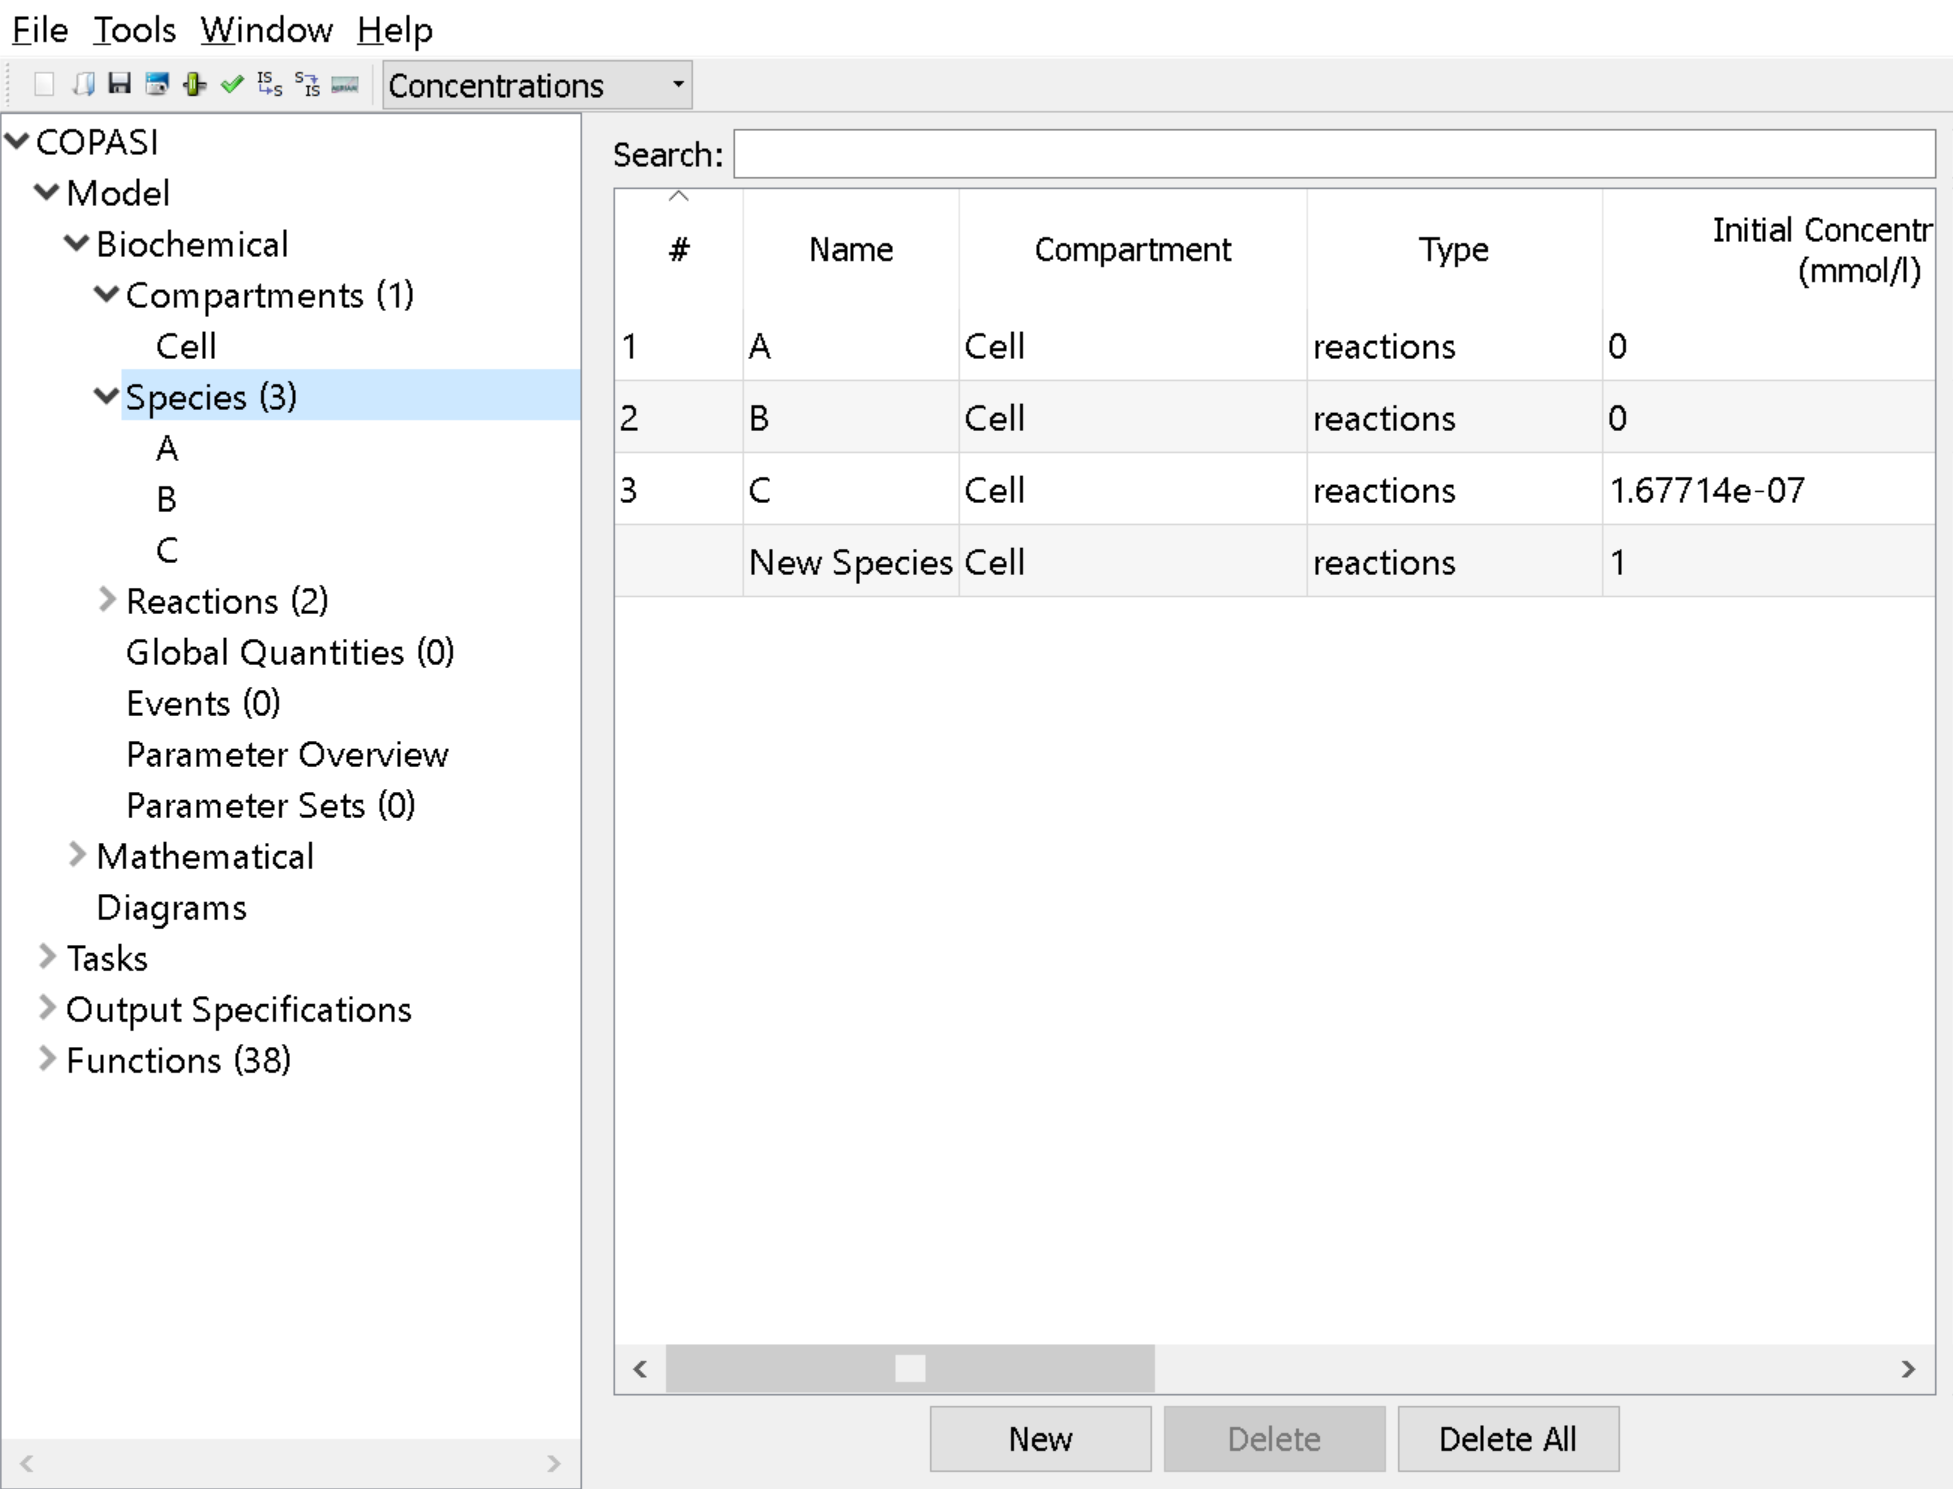 File Tools Window Help
IS S S IS Concentrations
COPASI
Model
Biochemical
Compartments (1)
Cell
Species (3)
A
B
C
Reactions (2)
Global Quantities (0)
Events (0)
Parameter Overview
Parameter Sets (0)
Mathematical
Diagrams
Tasks
Output Specifications
Functions (38)
Search:
# Name Compartment Type Initial Concentr
(mmol/l)
1 A Cell reactions 0
2 B Cell reactions 0
3 C Cell reactions 1.67714e-07
New Species Cell reactions 1
New Delete Delete All